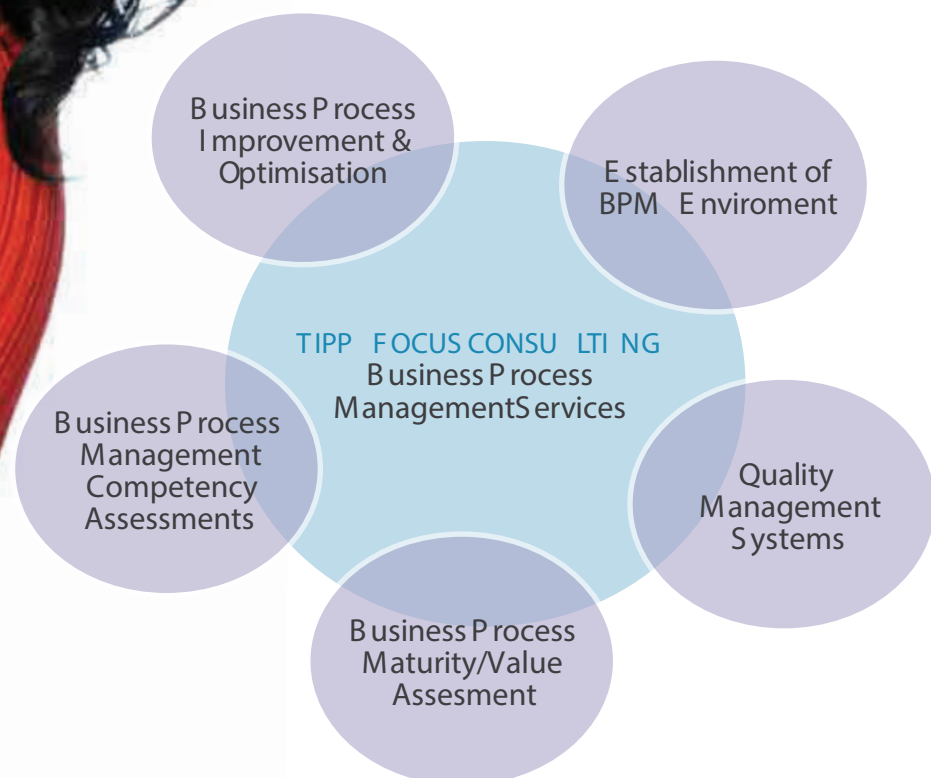 Business Process
Improvement &
Optimisation
Establishment of
BPM Enviroment
TIPP FOCUS CONSULTING
Business Process
ManagementServices
Business Process
Management
Competency
Assessments
Quality
Management
Systems
Business Process
Maturity/Value
Assesment